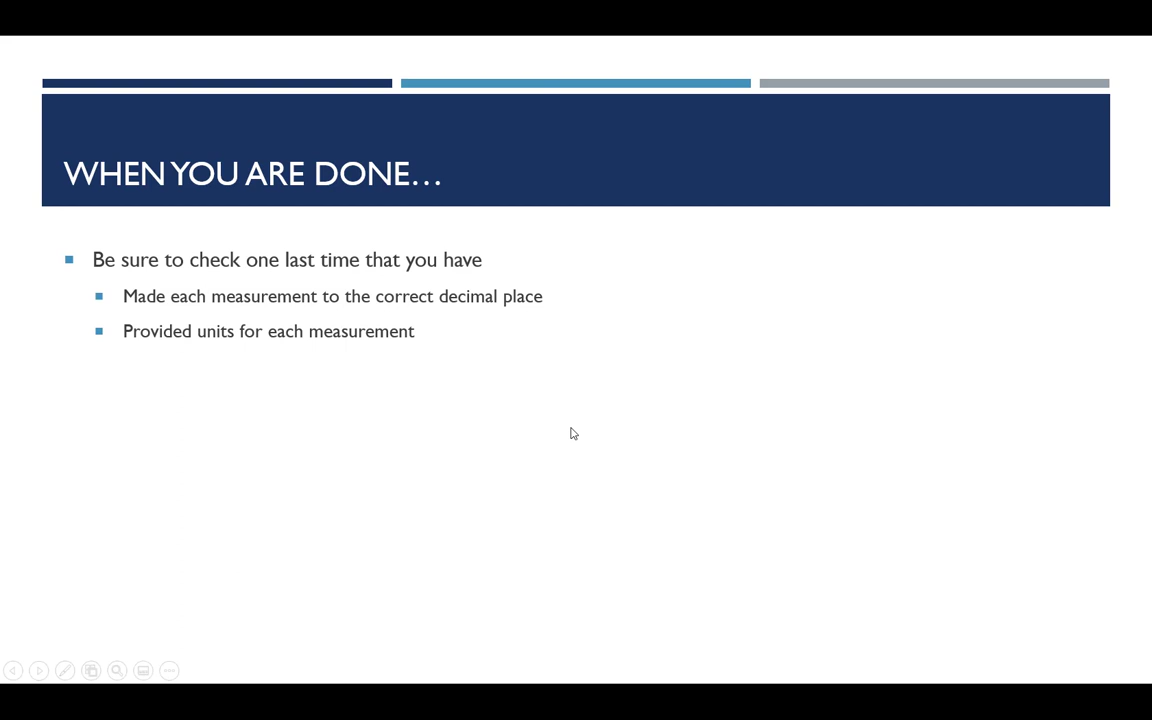 WHEN YOU ARE DONE…
Be sure to check one last time that you have
Made each measurement to the correct decimal place
Provided units for each measurement